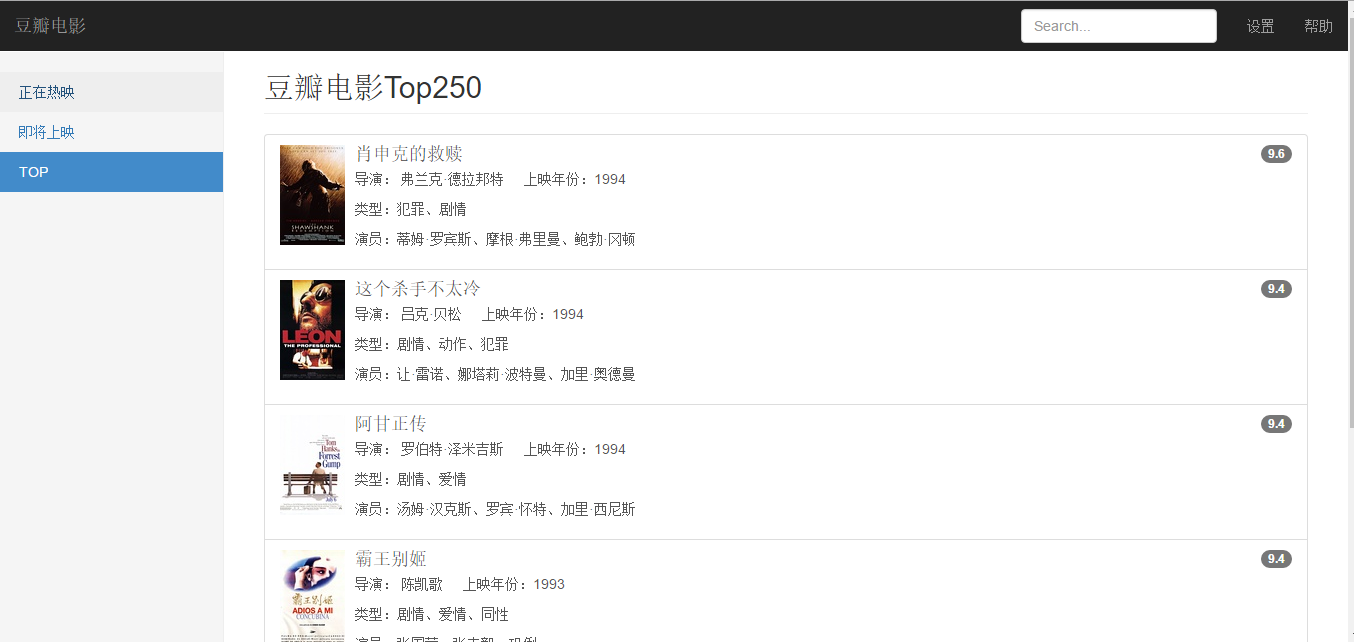 豆瓣电影
Search...
设置
帮助
正在热映
即将上映
TOP
豆瓣电影Top250
肖申克的救赎
9.6
导演： 弗兰克·德拉邦特 上映年份：1994
类型：犯罪、剧情
演员：蒂姆·罗宾斯、摩根·弗里曼、鲍勃·冈顿
SHAWSHANK
REDEMPTION
这个杀手不太冷
9.4
导演： 吕克·贝松 上映年份：1994
类型：剧情、动作、犯罪
演员：让·雷诺、娜塔莉·波特曼、加里·奥德曼
LEON
THE PROFESSIONAL
阿甘正传
9.4
导演： 罗伯特·泽米吉斯 上映年份：1994
类型：剧情、爱情
演员：汤姆·汉克斯、罗宾·怀特、加里·西尼斯
Tom
Hanks
Forrest
Gump
霸王别姬
9.4
导演： 陈凯歌 上映年份：1993
类型：剧情、爱情、同性
霸王别姬
ADIOS A MI
CONCUBINA